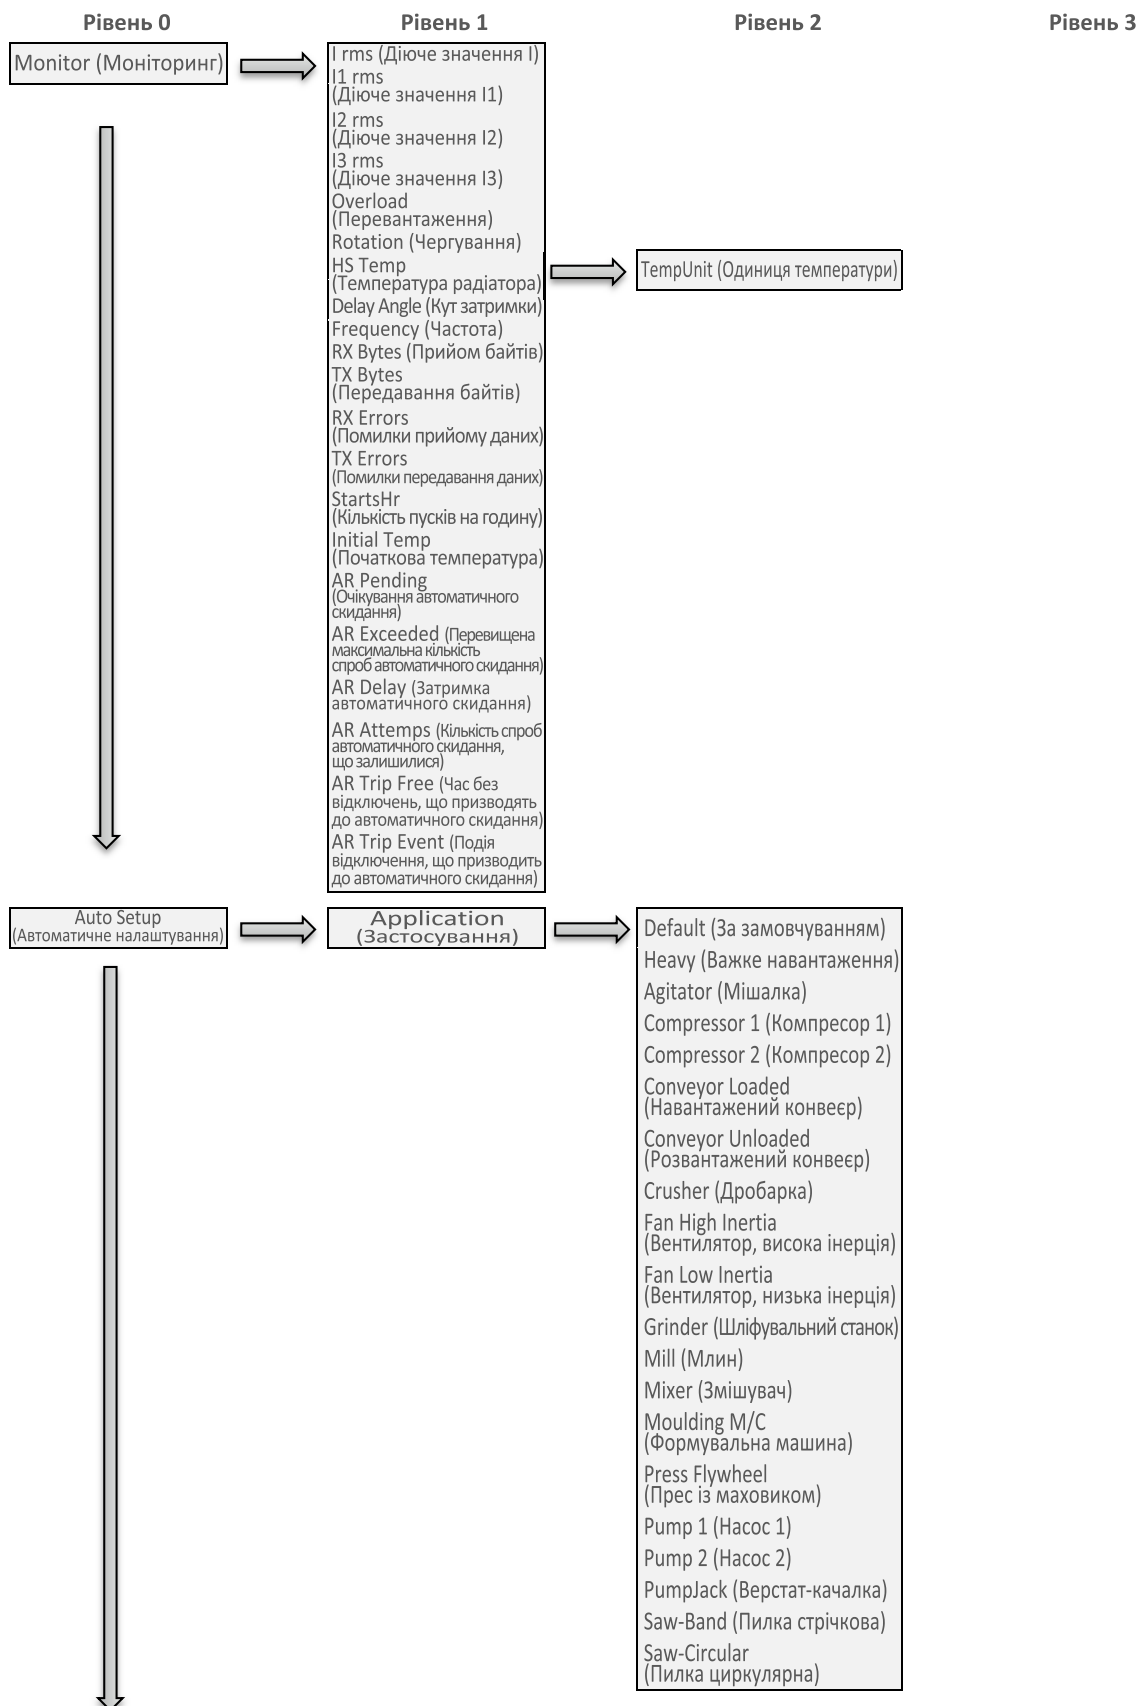 Рівень 0
Рівень 1
Рівень 2
Рівень 3
Monitor (Моніторинг)
I rms (Діюче значення I)
I1 rms
(Діюче значення I1)
I2 rms
(Діюче значення I2)
I3 rms
(Діюче значення I3)
Overload
(Перевантаження)
Rotation (Чергування)
HS Temp
(Температура радіатора)
Delay Angle (Кут затримки)
Frequency (Частота)
RX Bytes (Прийом байтів)
TX Bytes
(Передавання байтів)
RX Errors
(Помилки прийому даних)
TX Errors
(Помилки передавання даних)
StartsHr
(Кількість пусків на годину)
Initial Temp
(Початкова температура)
AR Pending
(Очікування автоматичного
скидання)
AR Exceeded (Перевищена
максимальна кількість
спроб автоматичного скидання)
AR Delay (Затримка
автоматичного скидання)
AR Attemps (Кількість спроб
автоматичного скидання,
що залишилися)
AR Trip Free (Час без
відключень, що призводять
до автоматичного скидання)
AR Trip Event (Подія
відключення, що призводить
до автоматичного скидання)
TempUnit (Одиниця температури)
Auto Setup
(Автоматичне налаштування)
Application
(Застосування)
Default (За замовчуванням)
Heavy (Важке навантаження)
Agitator (Мішалка)
Compressor 1 (Компресор 1)
Compressor 2 (Компресор 2)
Conveyor Loaded
(Навантажений конвеєр)
Conveyor Unloaded
(Розвантажений конвеєр)
Crusher (Дробарка)
Fan High Inertia
(Вентилятор, висока інерція)
Fan Low Inertia
(Вентилятор, низька інерція)
Grinder (Шліфувальний станок)
Mill (Млин)
Mixer (Змішувач)
Moulding M/C
(Формувальна машина)
Press Flywheel
(Прес із маховиком)
Pump 1 (Насос 1)
Pump 2 (Насос 2)
PumpJack (Верстат-качалка)
Saw-Band (Пилка стрічкова)
Saw-Circular
(Пилка циркулярна)